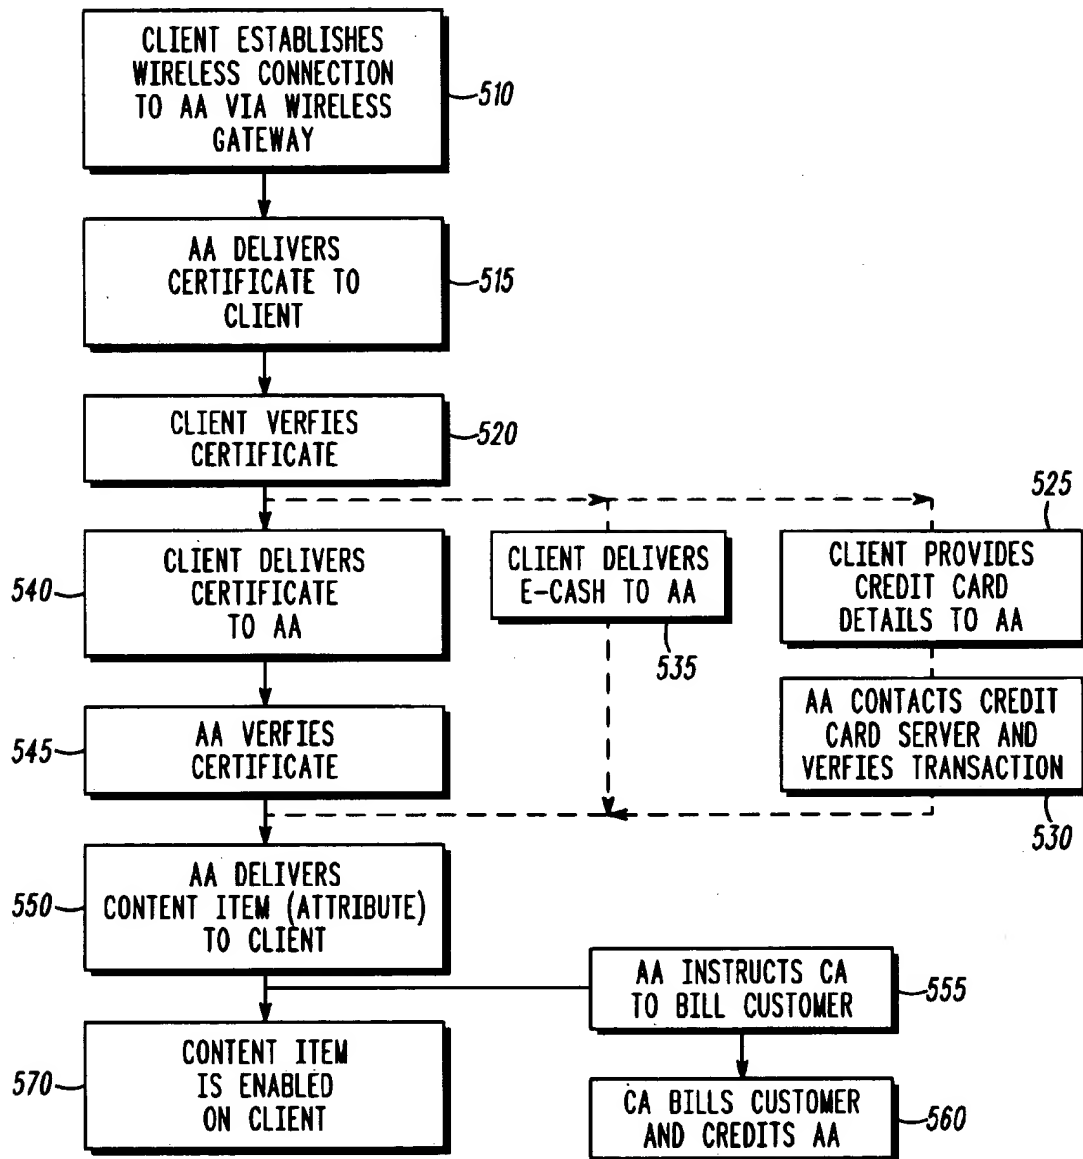 CLIENT ESTABLISHES
WIRELESS CONNECTION
TO AA VIA WIRELESS
GATEWAY
510
AA DELIVERS
CERTIFICATE TO
CLIENT
515
CLIENT VERFIES
CERTIFICATE
520
525
540
CLIENT DELIVERS
CERTIFICATE
TO AA
CLIENT DELIVERS
E-CASH TO AA
535
CLIENT PROVIDES
CREDIT CARD
DETAILS TO AA
545
AA VERFIES
CERTIFICATE
AA CONTACTS CREDIT
CARD SERVER AND
VERFIES TRANSACTION
530
550
AA DELIVERS
CONTENT ITEM (ATTRIBUTE)
TO CLIENT
AA INSTRUCTS CA
TO BILL CUSTOMER
555
570
CONTENT ITEM
IS ENABLED
ON CLIENT
CA BILLS CUSTOMER
AND CREDITS AA
560